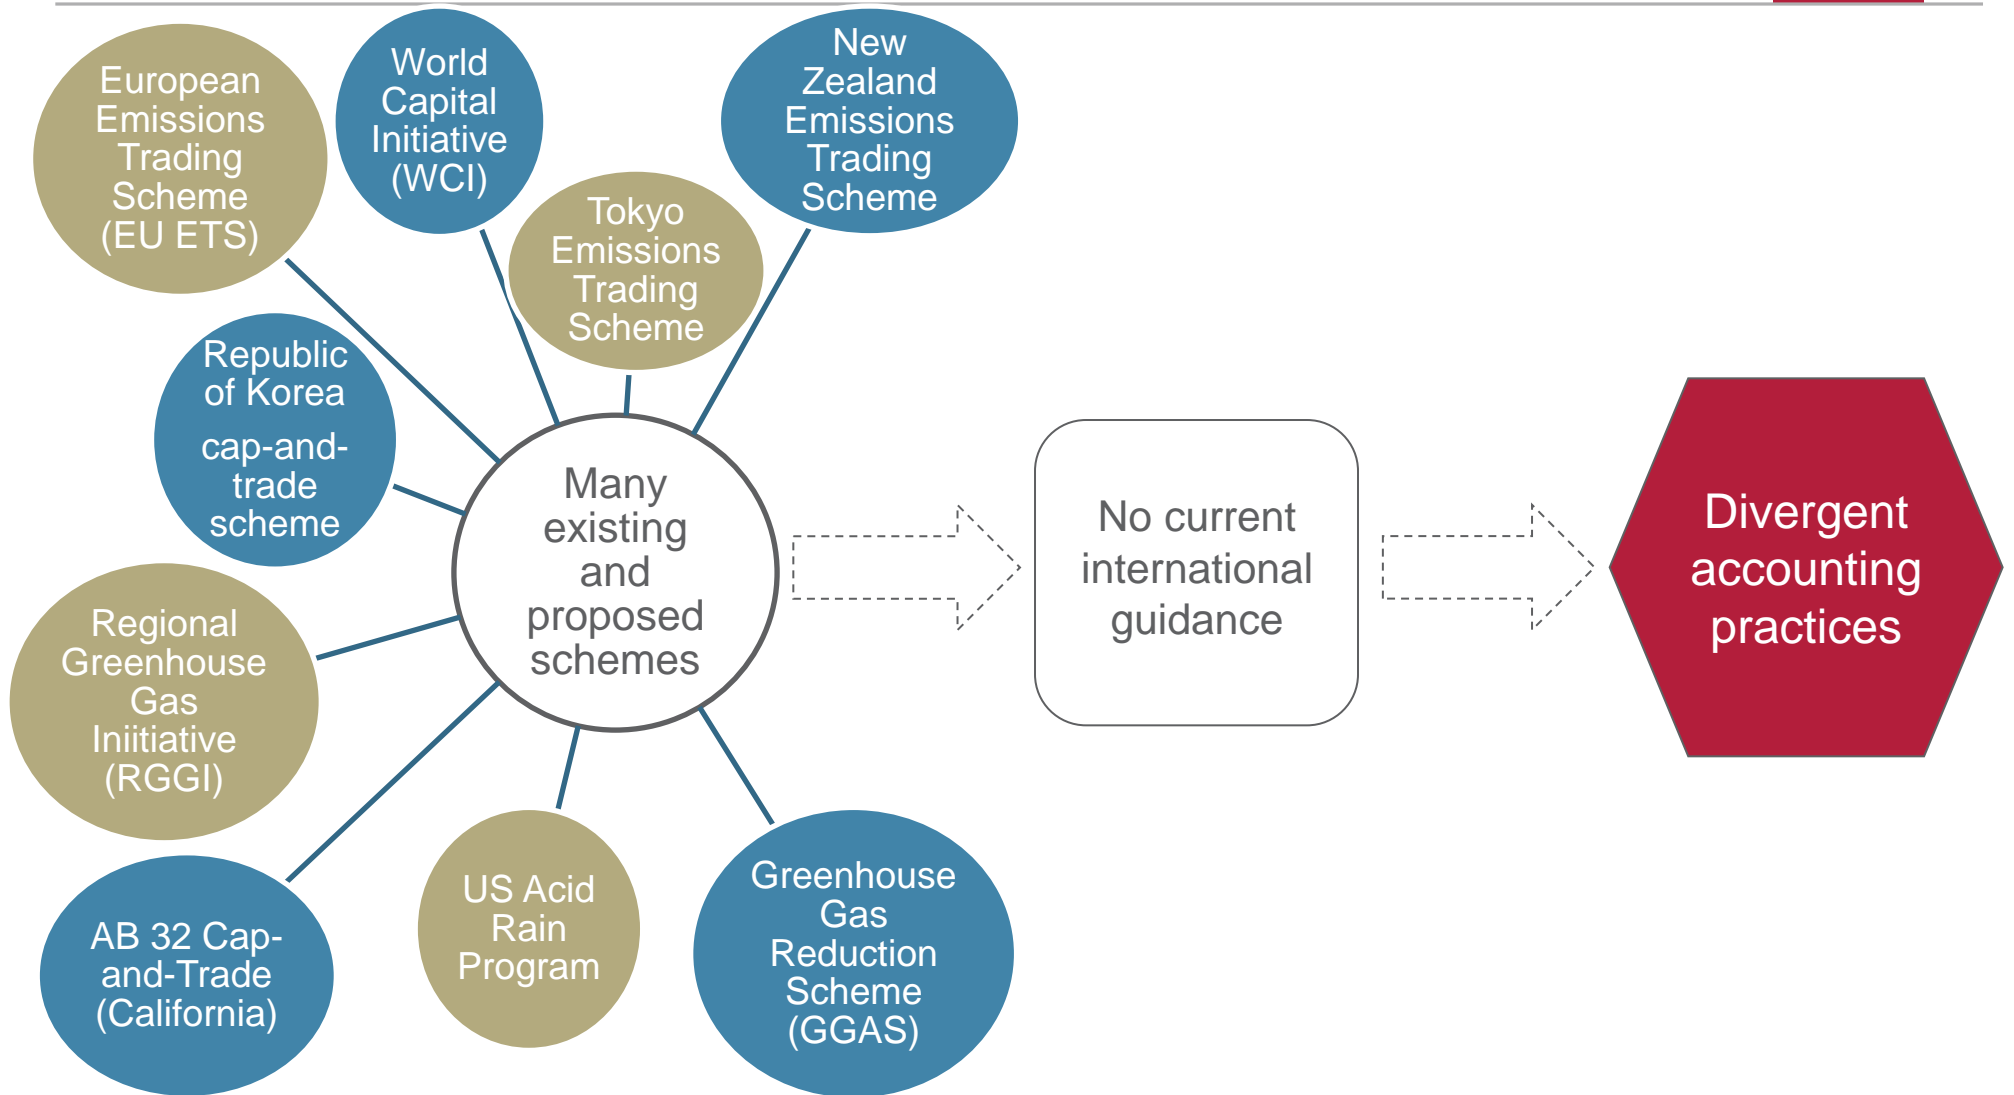 European
Emissions
Trading
Scheme
(EU ETS)
World
Capital
Initiative
(WCI)
New
Zealand
Emissions
Trading
Scheme
Tokyo
Emissions
Trading
Scheme
Republic
of Korea
cap-and-
trade
scheme
Many
existing
and
proposed
schemes
No current
international
guidance
Divergent
accounting
practices
Regional
Greenhouse
Gas
Iniitiative
(RGGI)
AB 32 Cap-
and-Trade
(California)
US Acid
Rain
Program
Greenhouse
Gas
Reduction
Scheme
(GGAS)